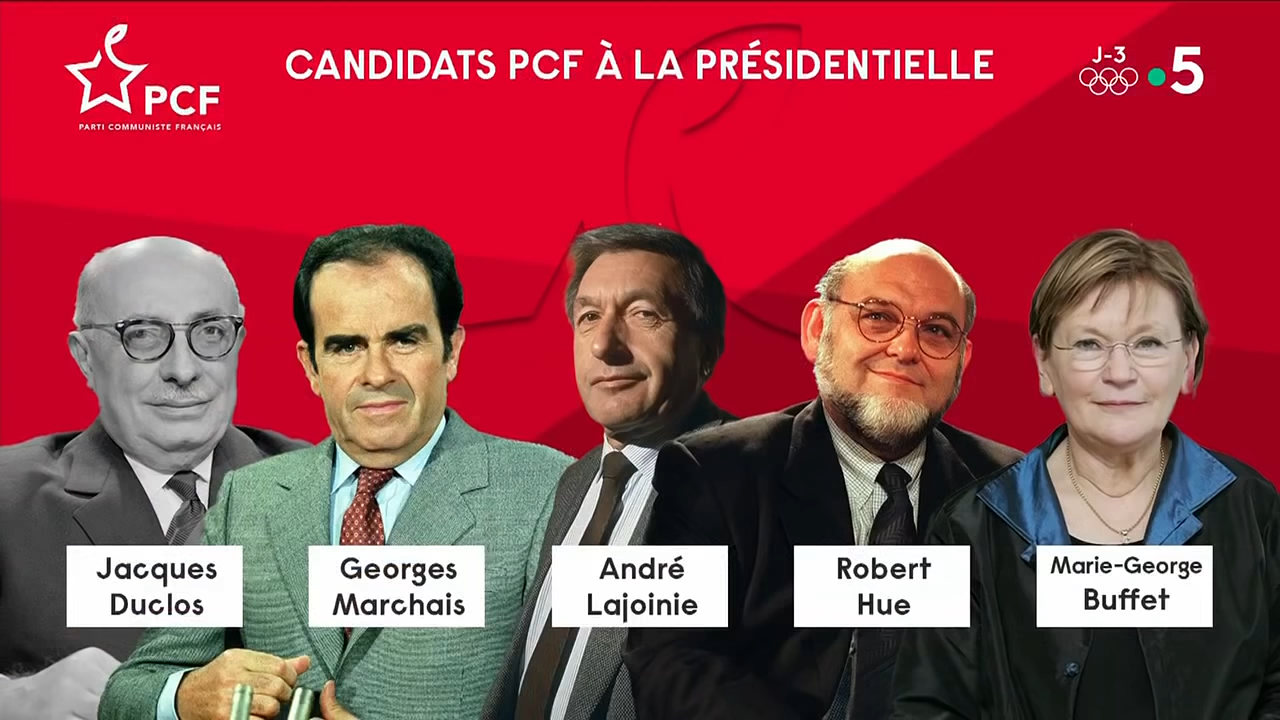 CANDIDATS PCF À LA PRÉSIDENTIELLE
PCF
PARTI COMMUNISTE FRANÇAIS
J-3
5
Jacques
Duclos
Georges
Marchais
André
Lajoinie
Robert
Hue
Marie-George
Buffet